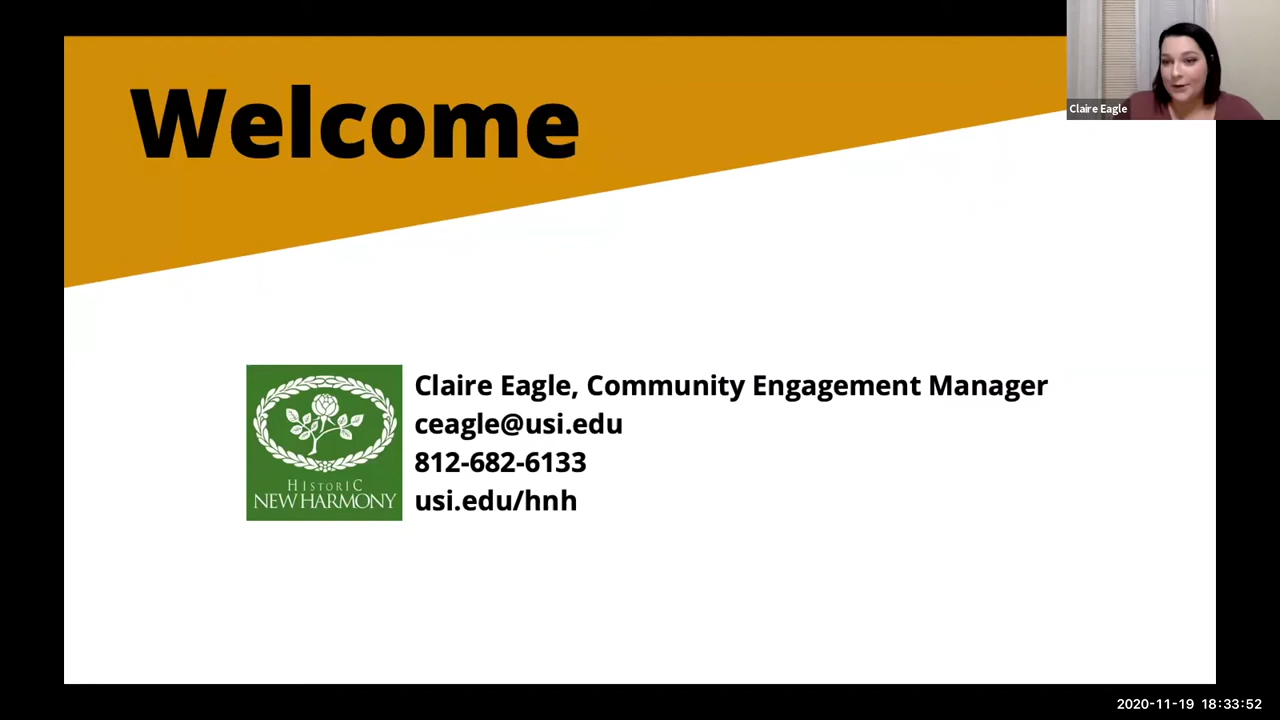 Welcome
Claire Eagle
Claire Eagle, Community Engagement Manager
ceagle@usi.edu
812-682-6133
usi.edu/hnh
HISTORIC
NEW HARMONY
2020-11-19 18:33:52